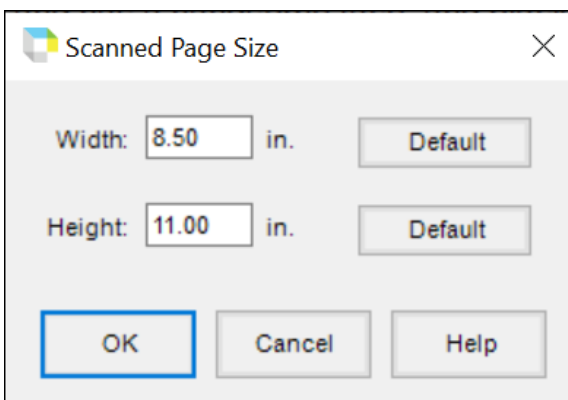 Scanned Page Size
Width: 8.50 in. Default
Height: 11.00 in. Default
OK Cancel Help